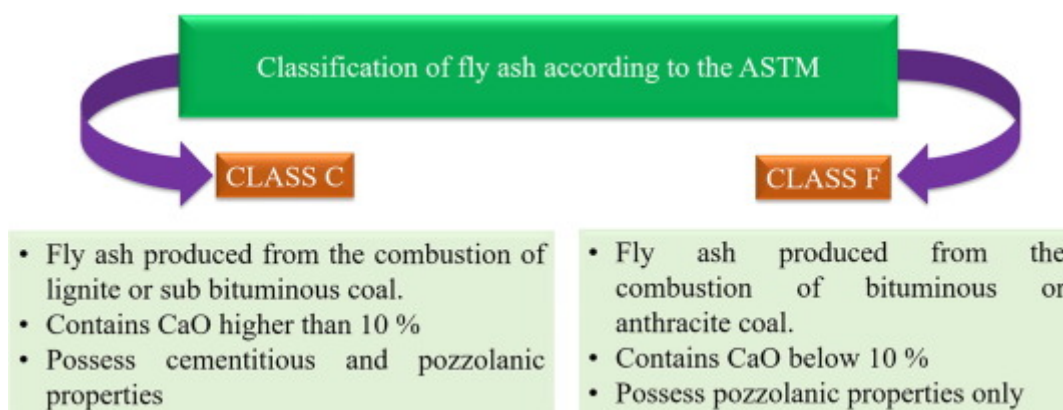 Classification of fly ash according to the ASTM
CLASS C
CLASS F
• Fly ash produced from the combustion of
lignite or sub bituminous coal.
• Contains CaO higher than 10 %
• Possess cementitious and pozzolanic
properties
• Fly ash produced from the
combustion of bituminous or
anthracite coal.
• Contains CaO below 10 %
• Possess pozzolanic properties only